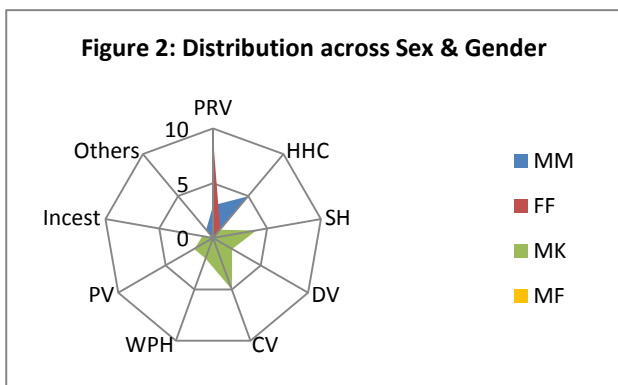 Figure 2: Distribution across Sex & Gender
PRV
10
Others
HHC
5
Incest
SH
0
PV
DV
WPH
CV
MM
FF
MK
MF